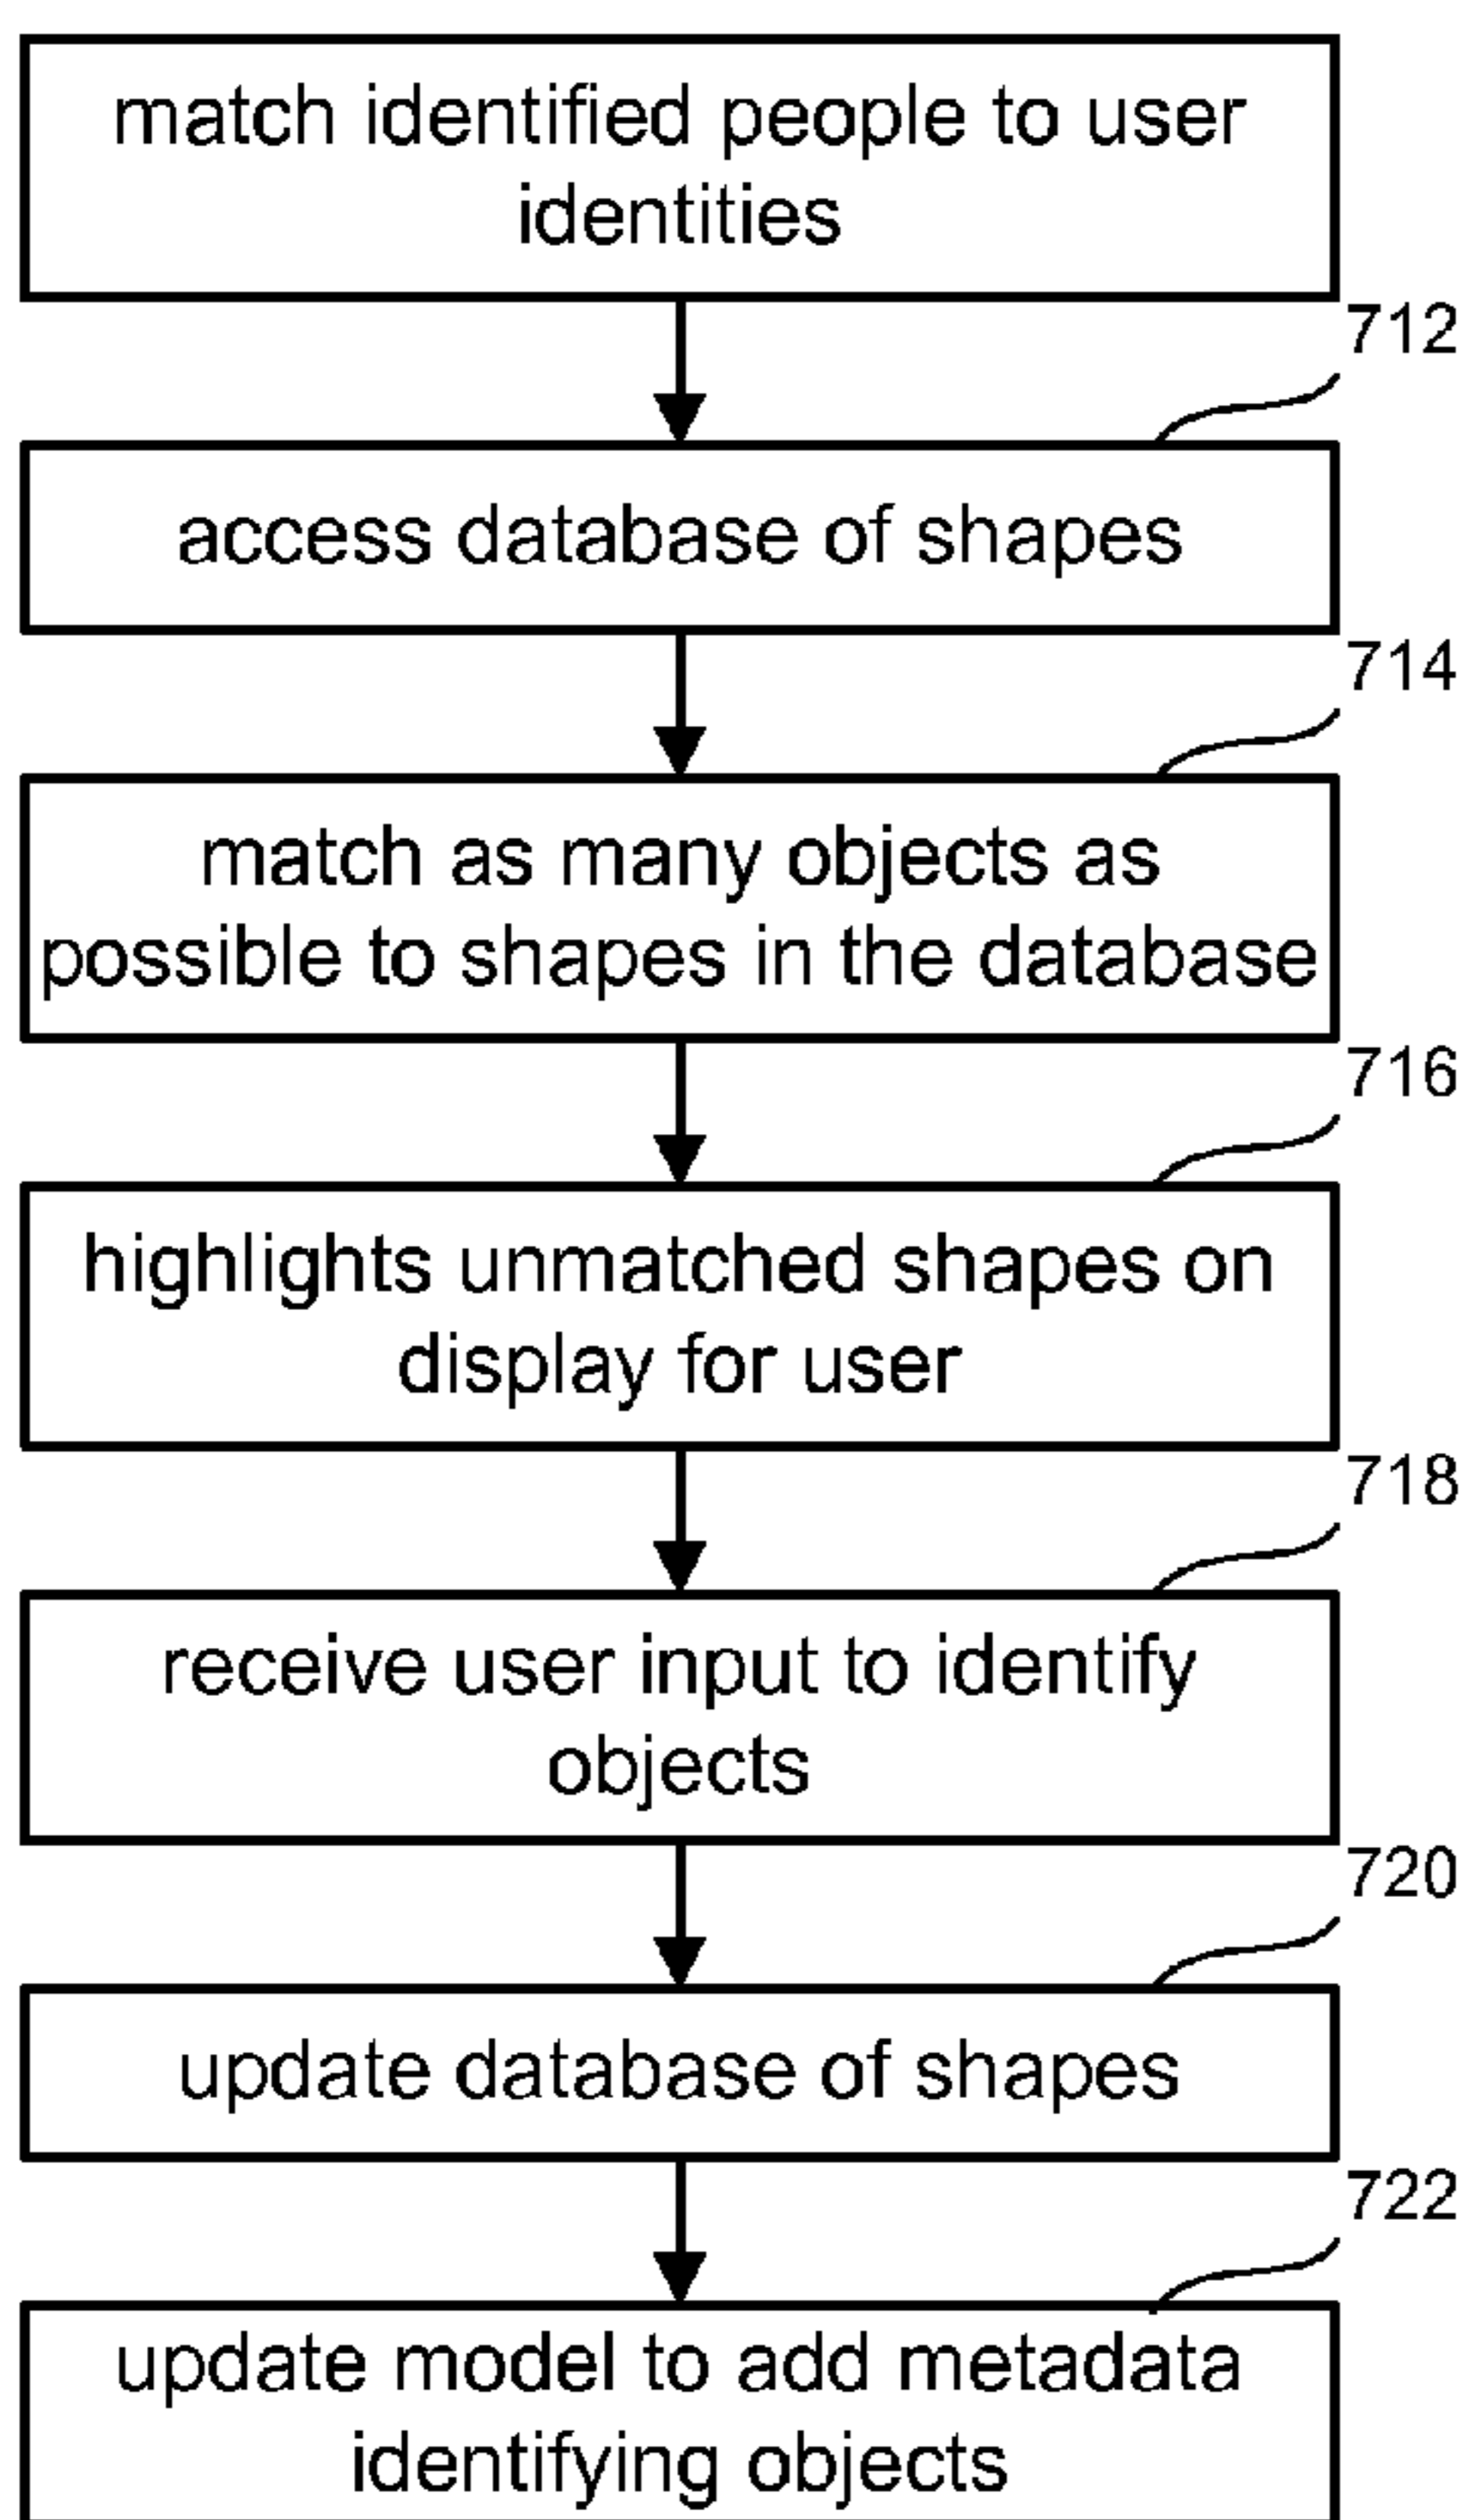 match identified people to user
identities
712
access database of shapes
714
match as many objects as
possible to shapes in the database
716
highlights unmatched shapes on
display for user
718
receive user input to identify
objects
720
update database of shapes
722
update model to add metadata
identifying objects